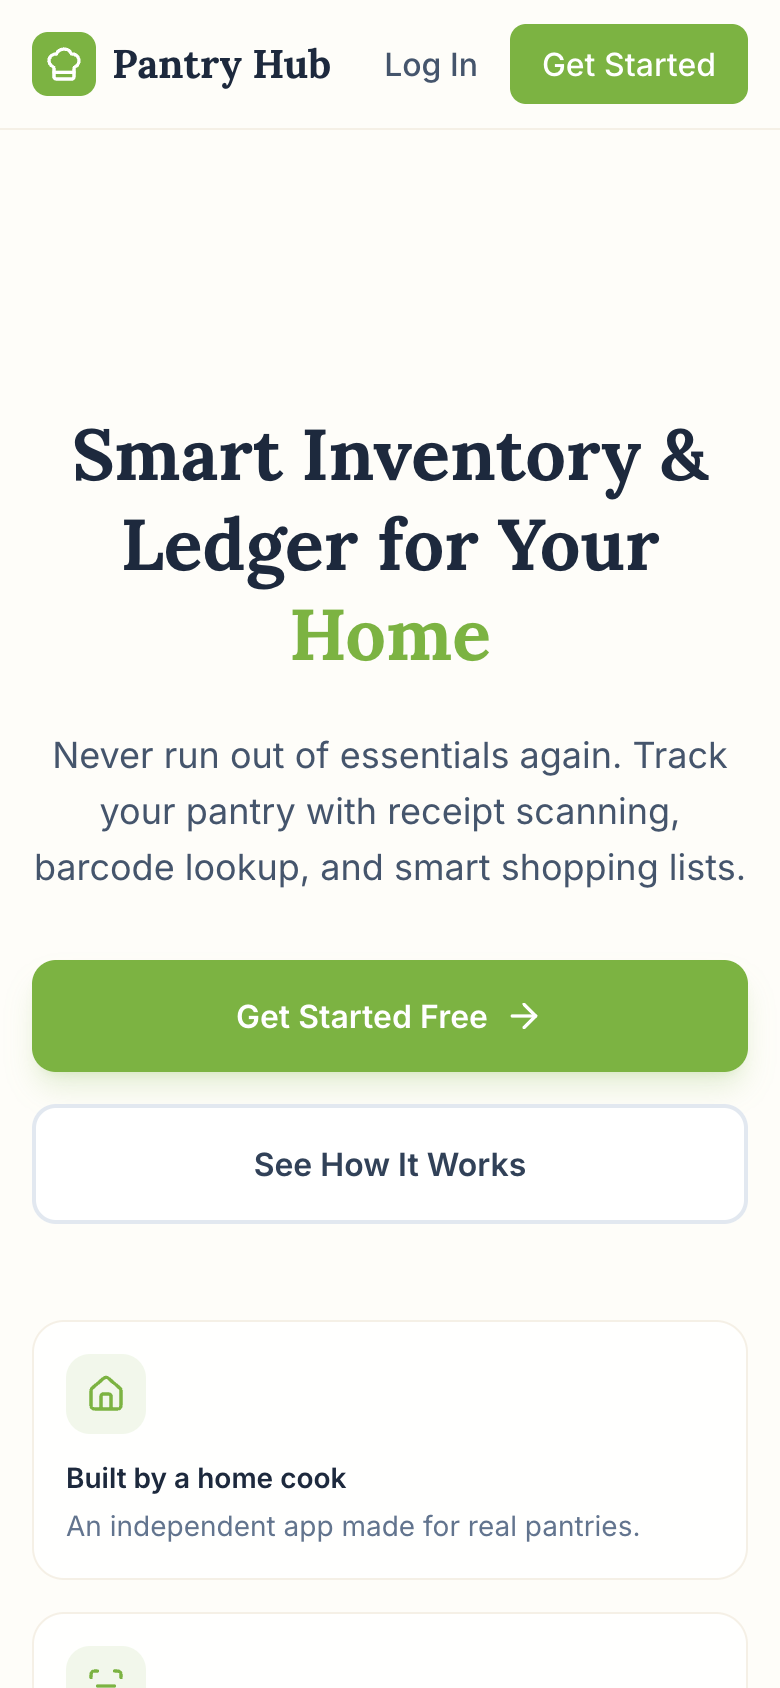 Pantry Hub
Log In
Get Started
Smart Inventory &
Ledger for Your
Home
Never run out of essentials again. Track
your pantry with receipt scanning,
barcode lookup, and smart shopping lists.
Get Started Free
See How It Works
Built by a home cook
An independent app made for real pantries.